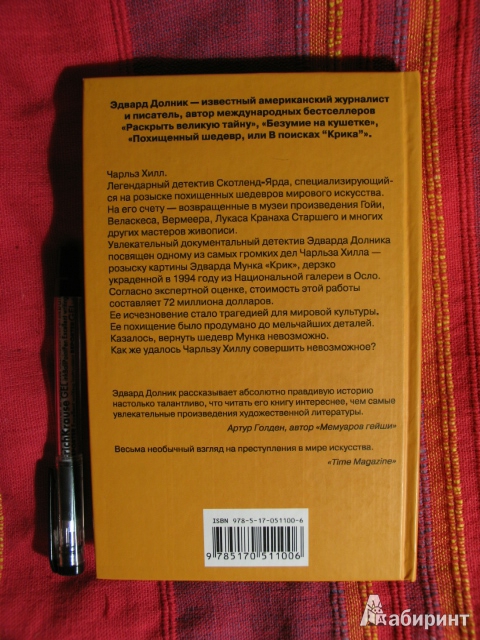 Эдвард Долник — известный американский журналист
и писатель, автор международных бестселлеров
«Раскрыть великую тайну», «Безумие на кушетке»,
«Похищенный шедевр, или В поисках "Крика"».
Чарльз Хилл.
Легендарный детектив Скотленд-Ярда, специализирующий-
ся на розыске похищенных шедевров мирового искусства.
На его счету — возвращенные в музеи произведения Гойи,
Веласкеса, Вермеера, Лукаса Кранаха Старшего и многих
других мастеров живописи.
Увлекательный документальный детектив Эдварда Долника
посвящен одному из самых громких дел Чарльза Хилла —
розыску картины Эдварда Мунка «Крик», дерзко
украденной в 1994 году из Национальной галереи в Осло.
Согласно экспертной оценке, стоимость этой работы
составляет 72 миллиона долларов.
Ее исчезновение стало трагедией для мировой культуры.
Ее похищение было продумано до мельчайших деталей.
Казалось, вернуть шедевр Мунка невозможно.
Как же удалось Чарльзу Хиллу совершить невозможное?
Эдвард Долник рассказывает абсолютно правдивую историю
настолько талантливо, что читать его книгу интереснее, чем самые
увлекательные произведения художественной литературы.
Артур Голден, автор «Мемуаров гейши»
Весьма необычный взгляд на преступления в мире искусства.
«Time Magazine»
ISBN 978-5-17-051100-6
9785170511006
Лабиринт